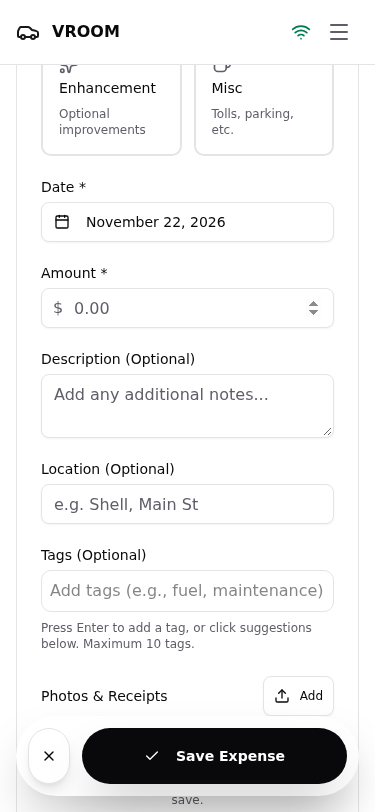 VROOM
Enhancement
Optional
improvements
Misc
Tolls, parking,
etc.
Date *
November 22, 2026
Amount *
$ 0.00
Description (Optional)
Add any additional notes...
Location (Optional)
e.g. Shell, Main St
Tags (Optional)
Add tags (e.g., fuel, maintenance)
Press Enter to add a tag, or click suggestions
below. Maximum 10 tags.
Photos & Receipts
Add
Save Expense
save.